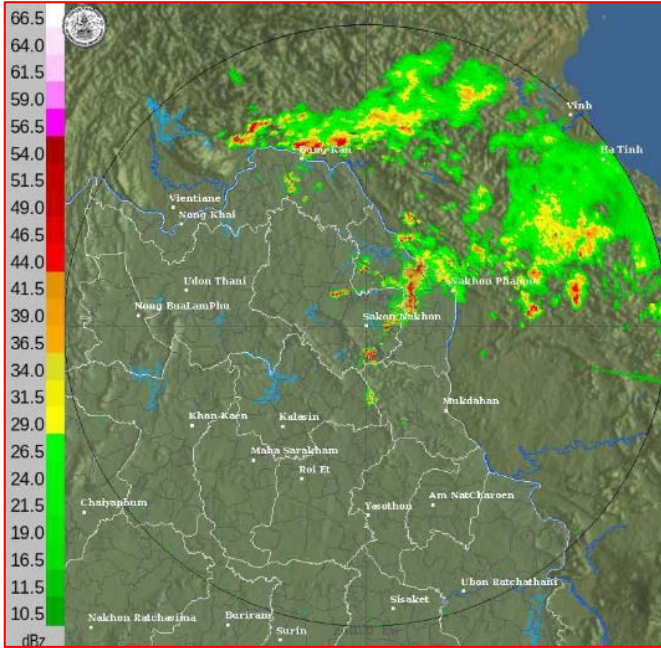 66.5
64.0
61.5
59.0
56.5
54.0
51.5
49.0
46.5
44.0
41.5
39.0
36.5
34.0
31.5
29.0
26.5
24.0
21.5
19.0
16.5
11.5
10.5
dBz
Vinh
Ha Tinh
Vientiane
Nong Khai
Udon Thani
Nong BuaLamPhu
Sakon Nakhon
Mukdahan
Khon Kaen
Kalasin
Maha Sarakham
Roi Et
Chaiyaphum
Yasothon
Am NatCharoen
Ubon Ratchathani
Sisaket
Nakhon Ratchasima
Buriram
Surin